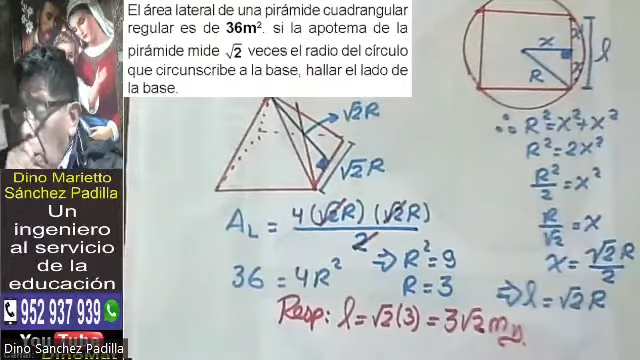 El área lateral de una pirámide cuadrangular
regular es de 36m². si la apotema de la
pirámide mide √2 veces el radio del círculo
que circunscribe a la base, hallar el lado de
la base.
x
x
x
R
l
√2R
√2R
∴ R²=x²+x²
R²=2x²
R²/2 = x²
R/√2 = x
x = √2R/2
⇒ l = √2R
A_L = 4(√2R)(√2R)/2
36 = 4R²
⇒ R² = 9
R = 3
Resp: l = √2(3) = 3√2 m
Dino Marietto
Sánchez Padilla
Un
ingeniero
al servicio
de la
educación
952 937 939
You Tube
Dino Sanchez Padilla